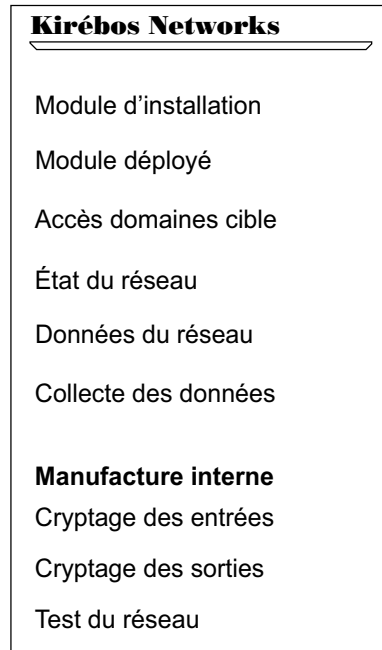 Kirébos Networks
Module d’installation
Module déployé
Accès domaines cible
État du réseau
Données du réseau
Collecte des données
Manufacture interne
Cryptage des entrées
Cryptage des sorties
Test du réseau